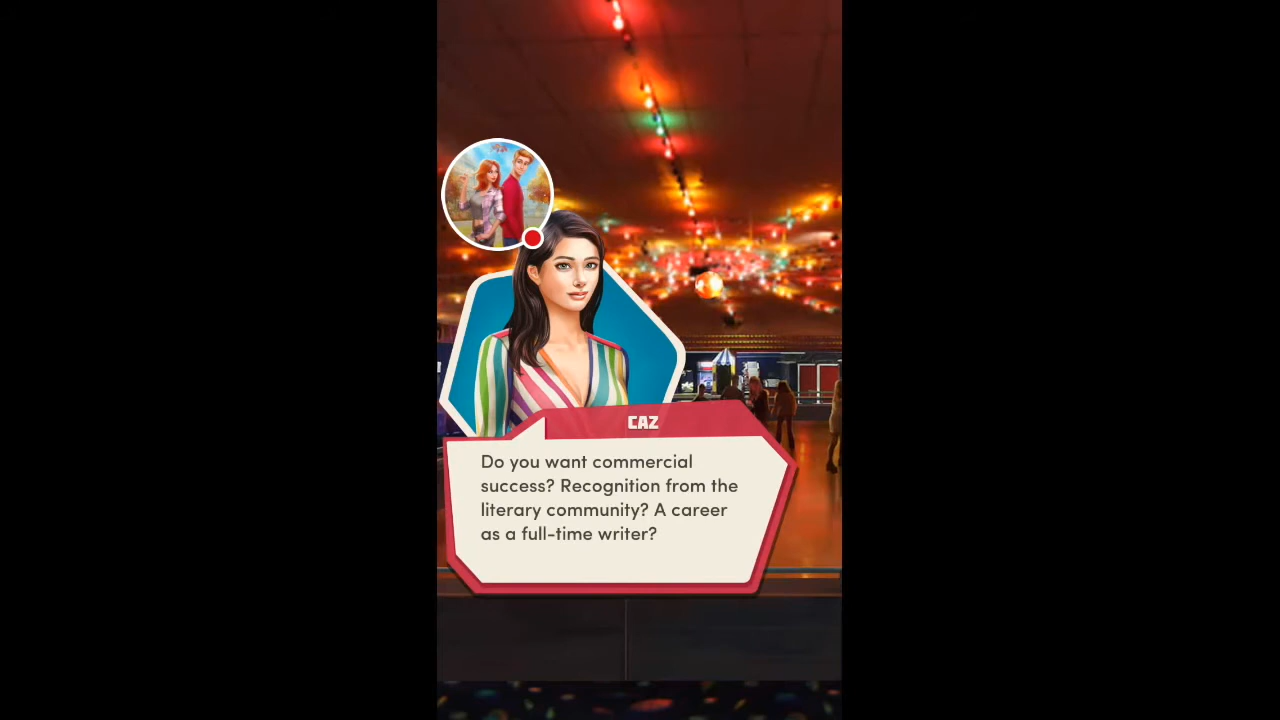 CAZ
Do you want commercial
success? Recognition from the
literary community? A career
as a full-time writer?